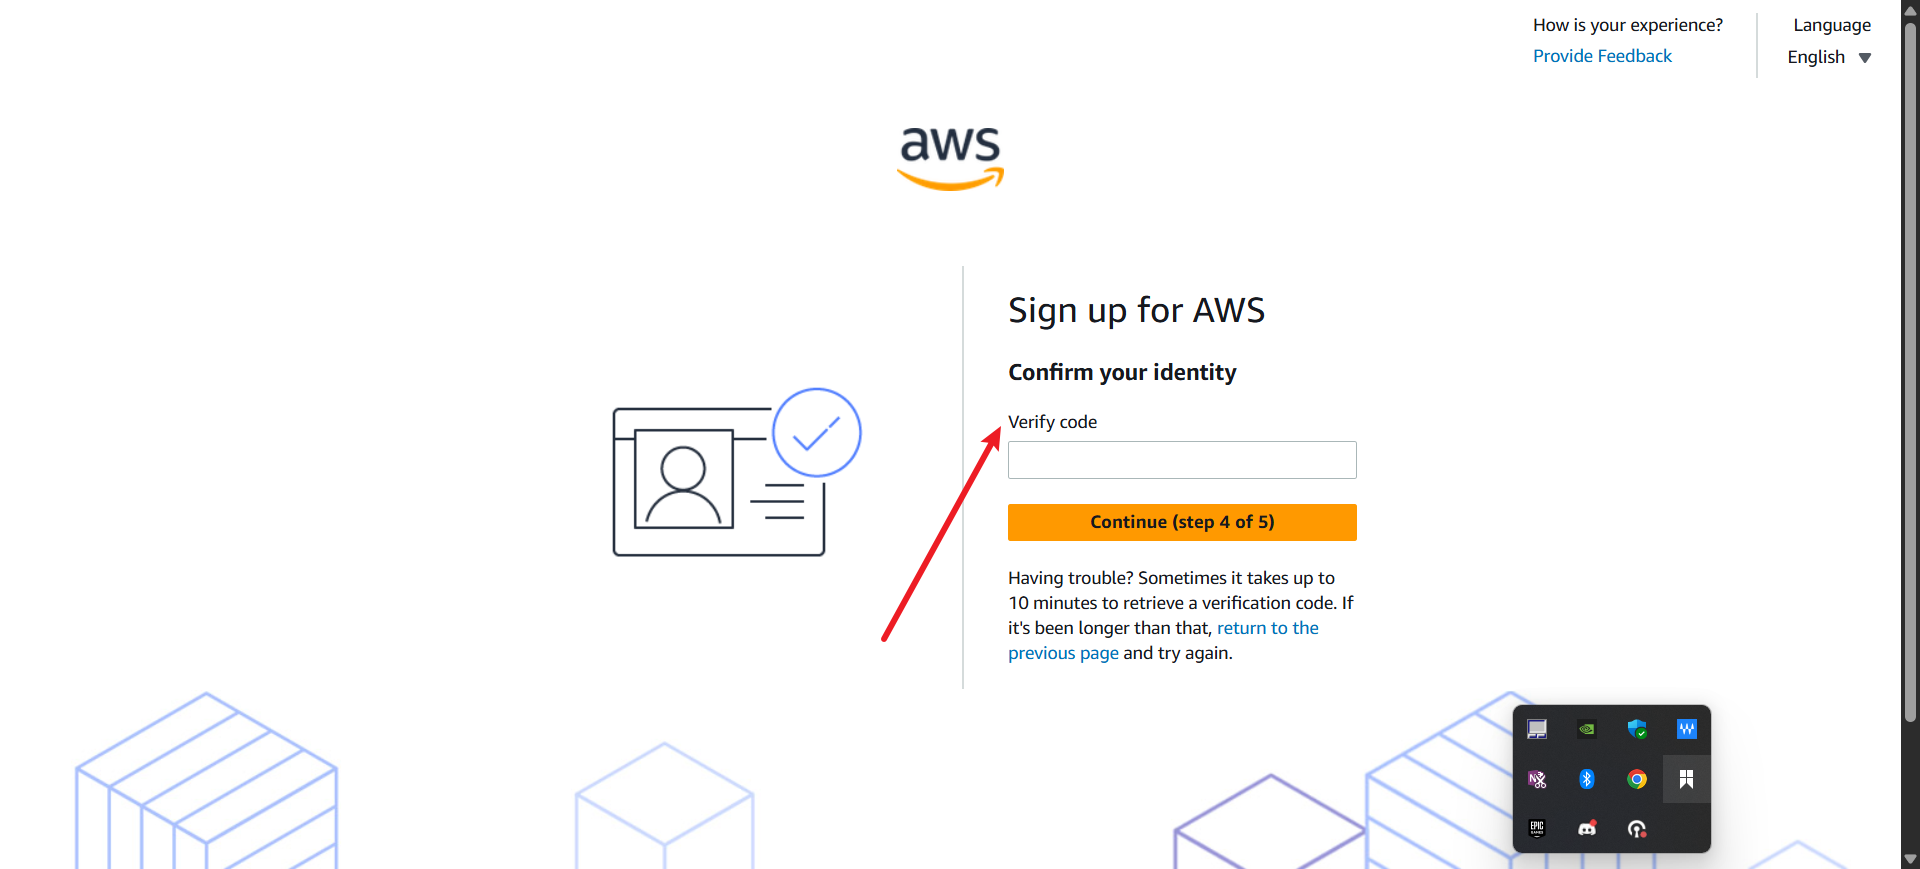 How is your experience?
Provide Feedback
Language
English
aws
Sign up for AWS
Confirm your identity
Verify code
Continue (step 4 of 5)
Having trouble? Sometimes it takes up to
10 minutes to retrieve a verification code. If
it's been longer than that, return to the
previous page and try again.
N
EPIC
GAMES